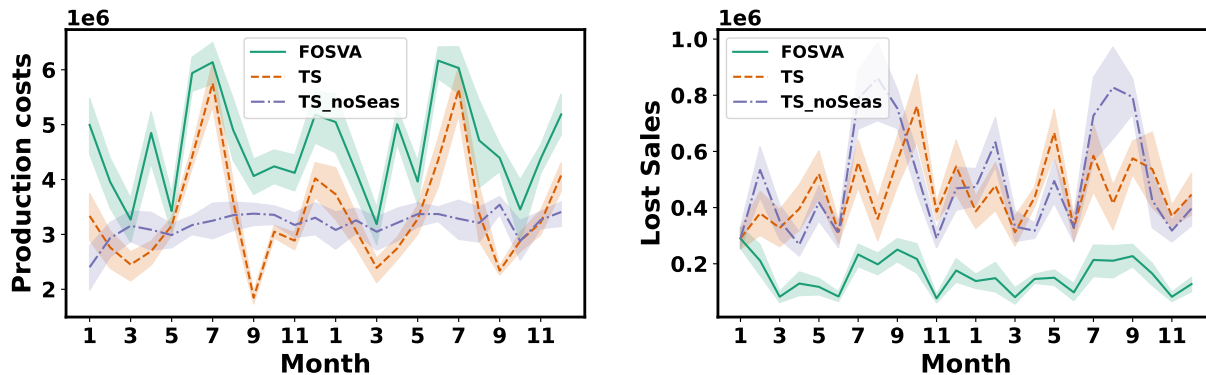 1e6
Production costs
6
5
4
3
2
FOSVA
TS
TS_noSeas
1 3 5 7 9 11 1 3 5 7 9 11
Month
1e6
Lost Sales
1.0
0.8
0.6
0.4
0.2
FOSVA
TS
TS_noSeas
1 3 5 7 9 11 1 3 5 7 9 11
Month